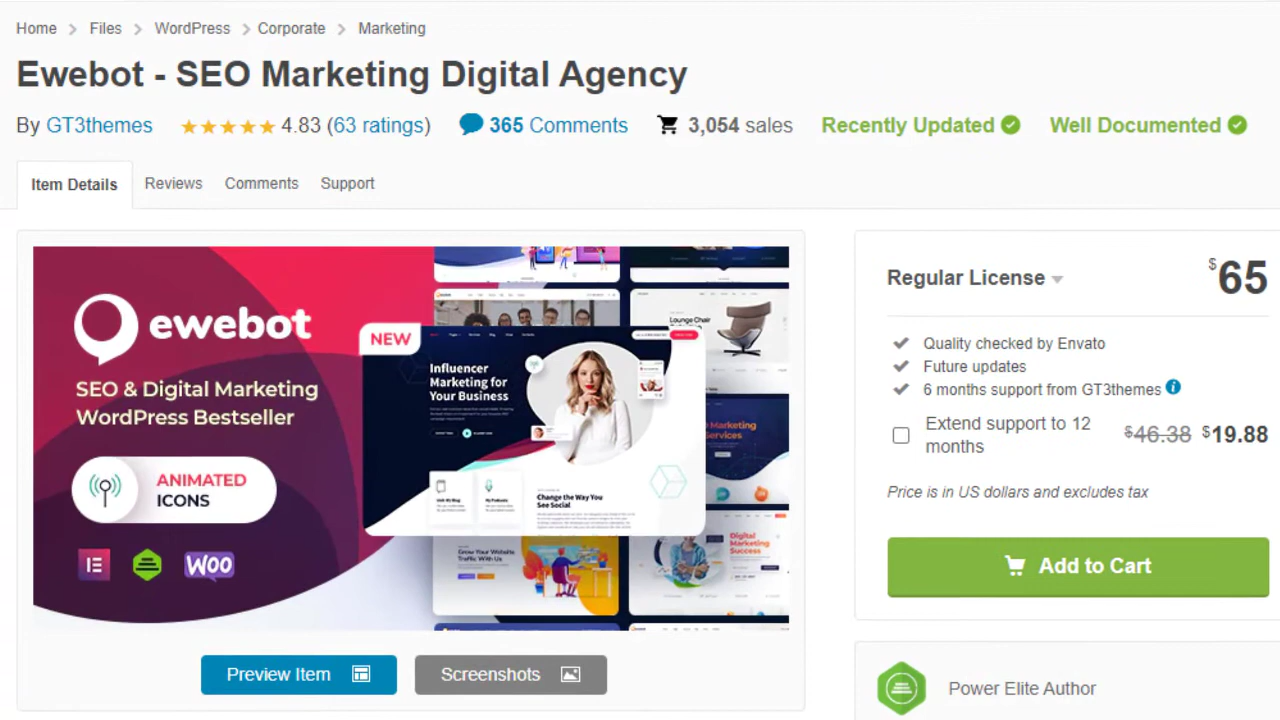 Home > Files > WordPress > Corporate > Marketing
Ewebot - SEO Marketing Digital Agency
By GT3themes 4.83 (63 ratings) 365 Comments 3,054 sales Recently Updated Well Documented
Item Details Reviews Comments Support
ewebot
SEO & Digital Marketing
WordPress Bestseller
ANIMATED
ICONS
WOO
NEW
Lounge Chair
Influencer
Marketing for
Your Business
Change the Way You
See Social
Marketing
Services
Grow Your Website
Traffic With Us
Digital
Marketing
Success
Preview Item Screenshots
Regular License $65
Quality checked by Envato
Future updates
6 months support from GT3themes
Extend support to 12
months $46.38 $19.88
Price is in US dollars and excludes tax
Add to Cart
Power Elite Author